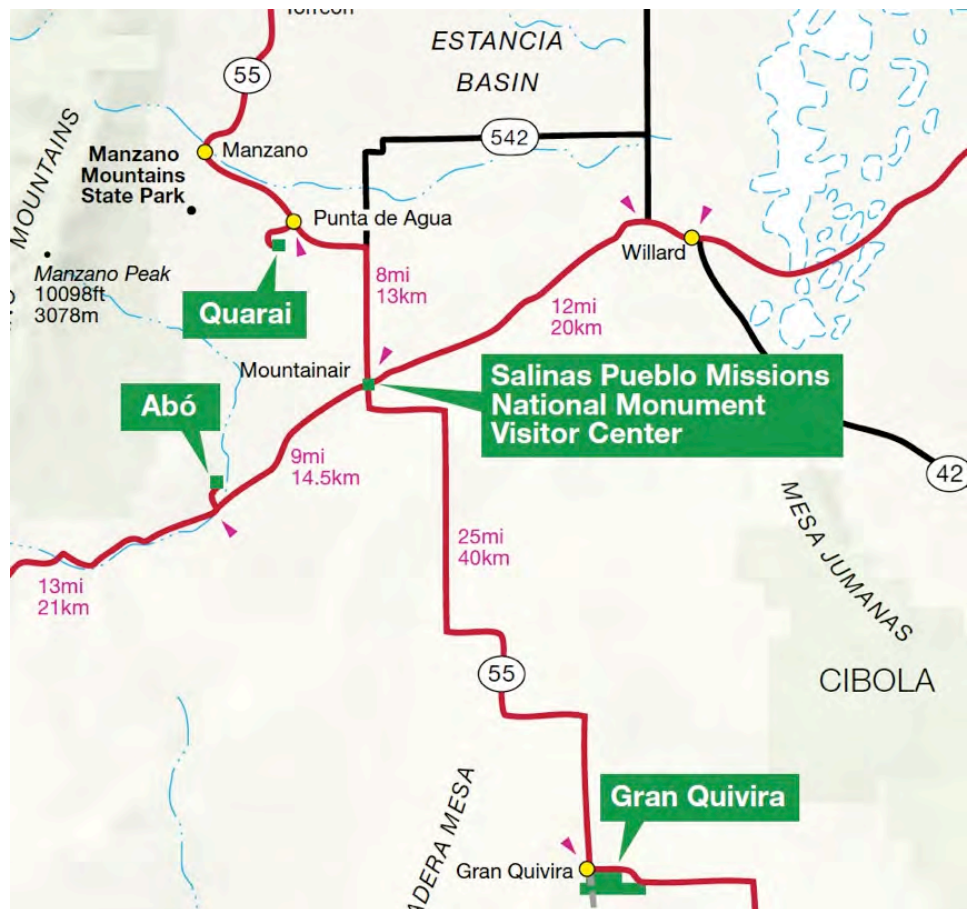 55
ESTANCIA
BASIN
542
MOUNTAINS
Manzano
Manzano
Mountains
State Park
Punta de Agua
Manzano Peak
10098ft
3078m
Quarai
8mi
13km
Willard
12mi
20km
Mountainair
Salinas Pueblo Missions
National Monument
Visitor Center
Abó
9mi
14.5km
42
MESA JUMANAS
25mi
40km
13mi
21km
55
CIBOLA
Gran Quivira
Gran Quivira
ADERA MESA